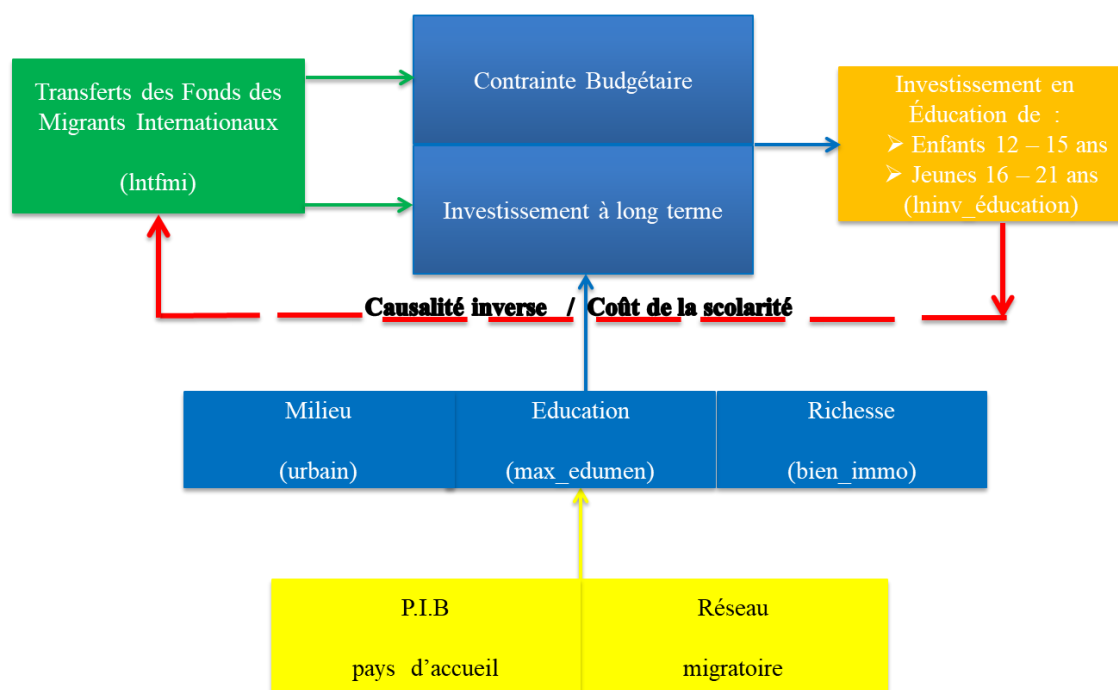 Transferts des Fonds des
Migrants Internationaux
(lntfmi)
Contrainte Budgétaire
Investissement à long terme
Investissement en
Éducation de :
➢ Enfants 12 – 15 ans
➢ Jeunes 16 – 21 ans
(lninv_éducation)
Causalité inverse / Coût de la scolarité
Milieu
(urbain)
Education
(max_edumen)
Richesse
(bien_immo)
P.I.B
pays d’accueil
Réseau
migratoire